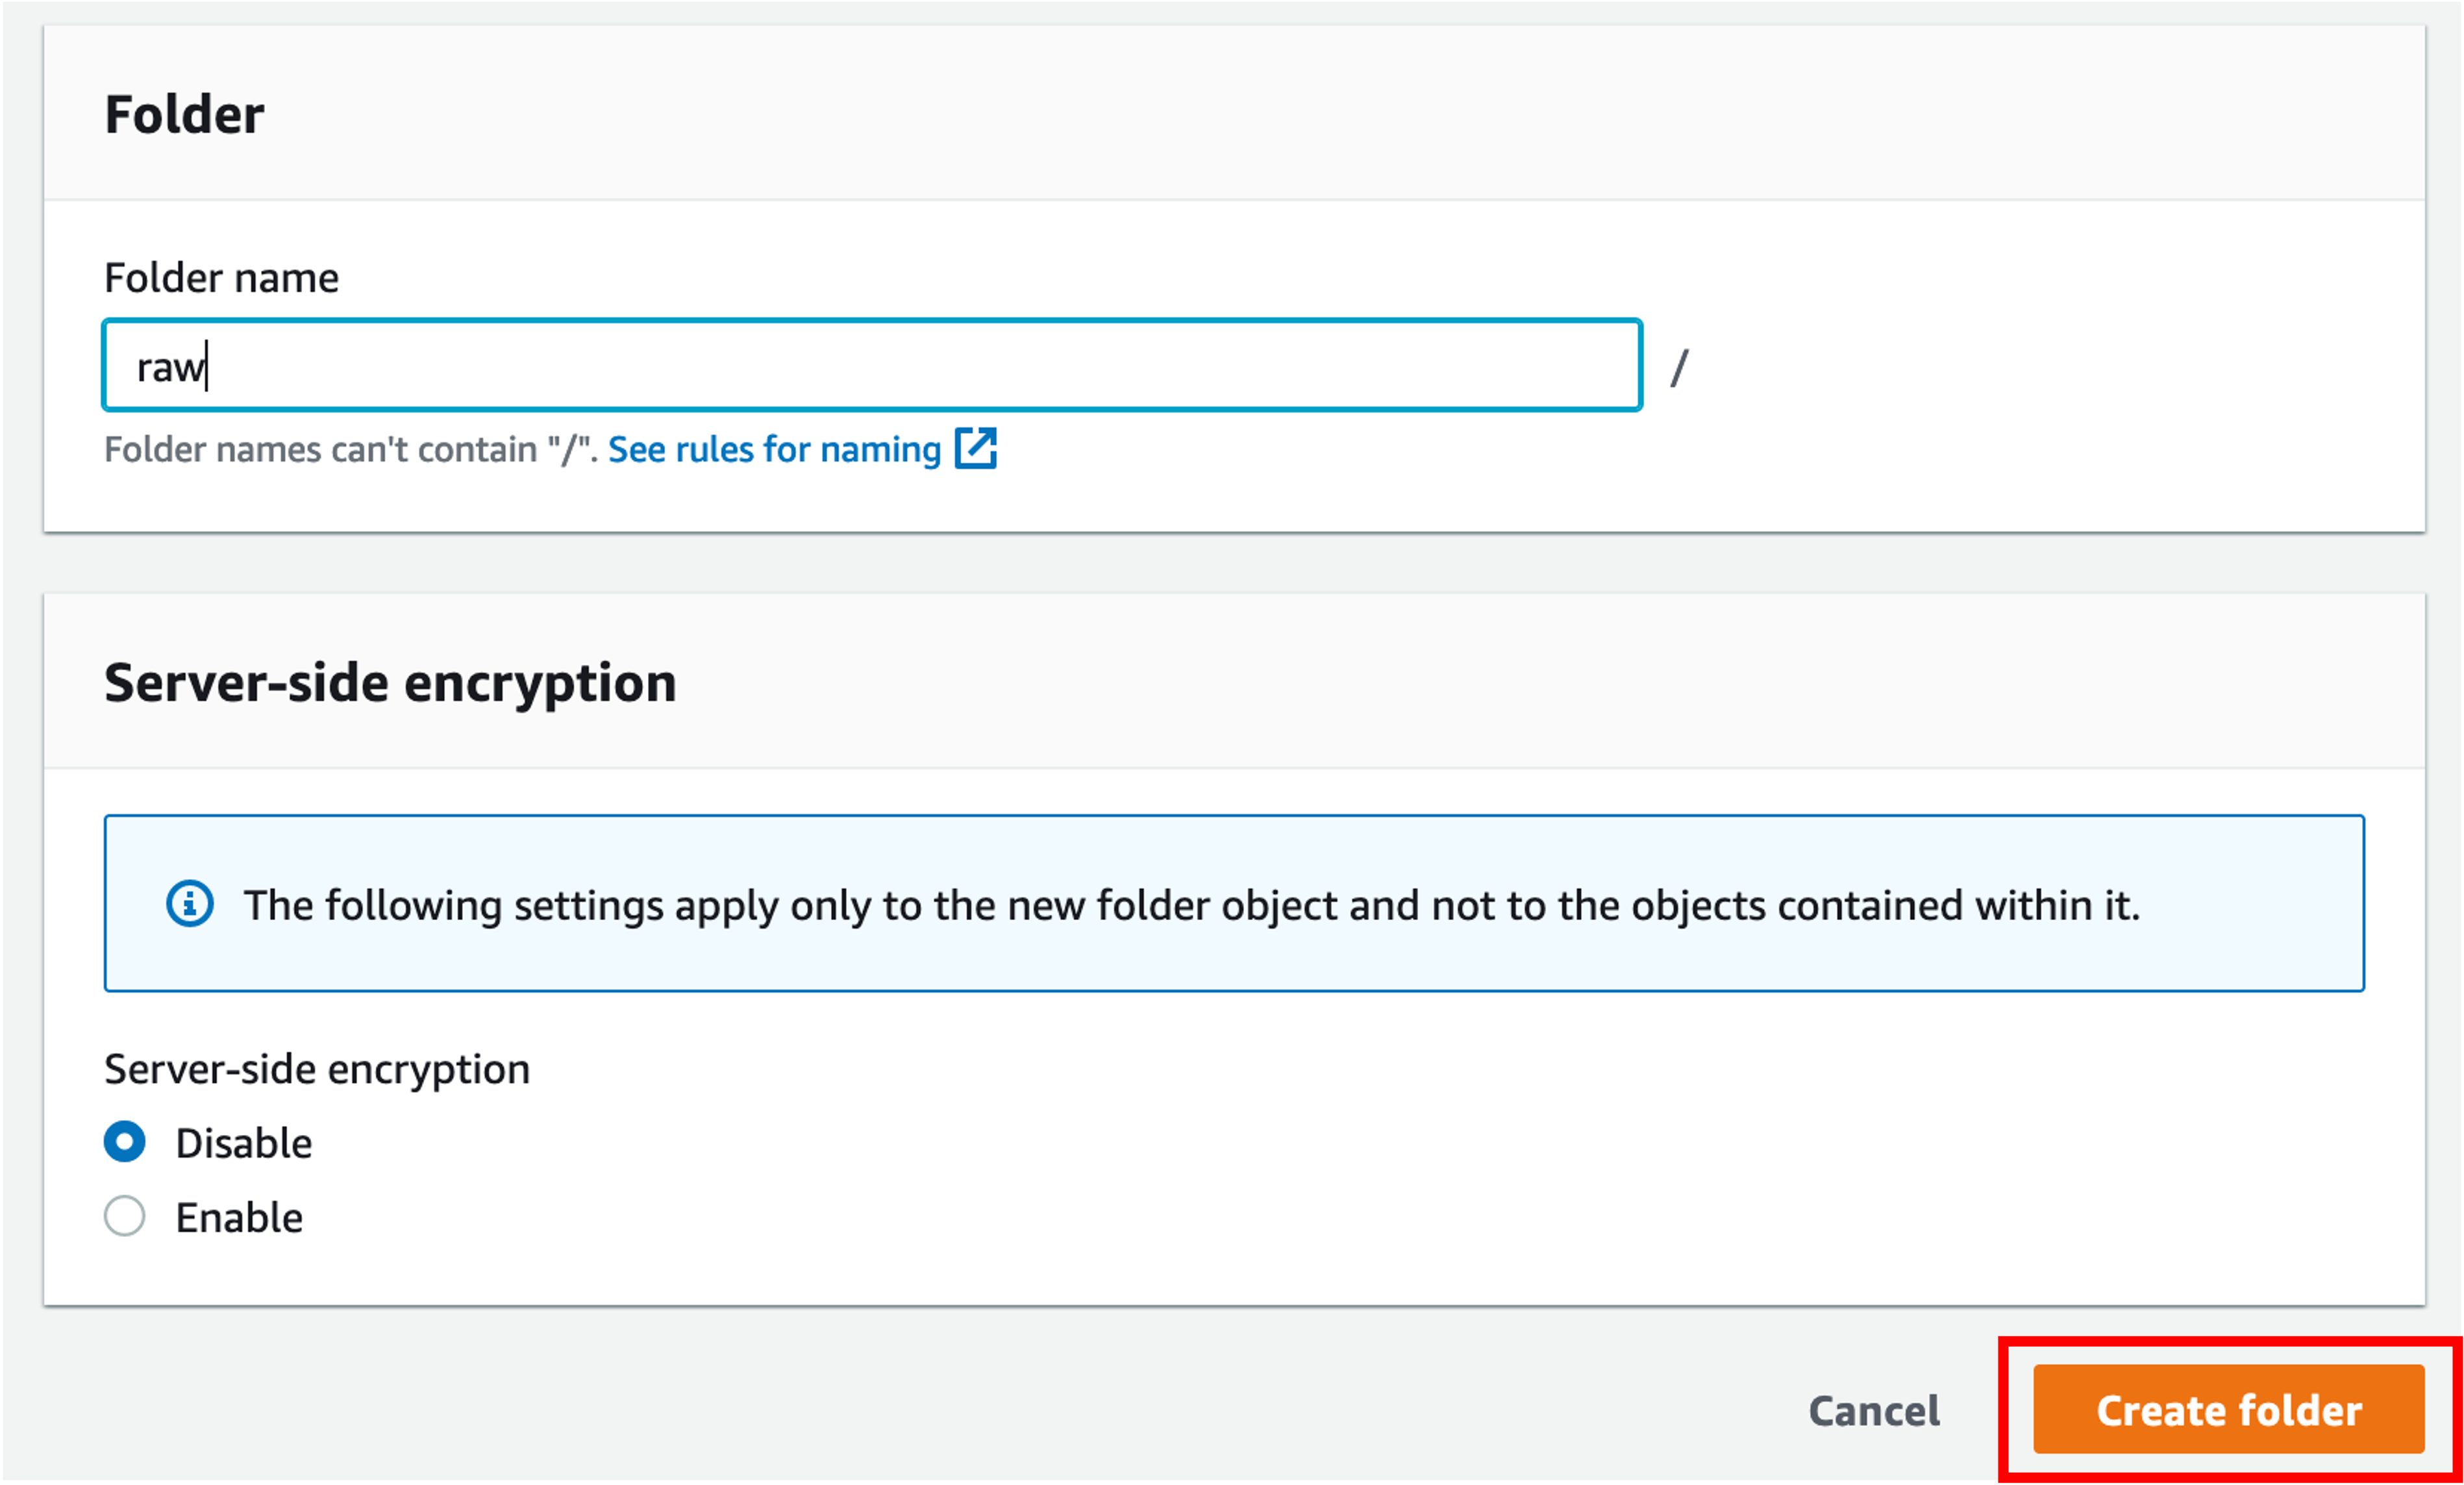 Folder
Folder name
raw
/
Folder names can't contain "/". See rules for naming
Server-side encryption
The following settings apply only to the new folder object and not to the objects contained within it.
Server-side encryption
Disable
Enable
Cancel
Create folder